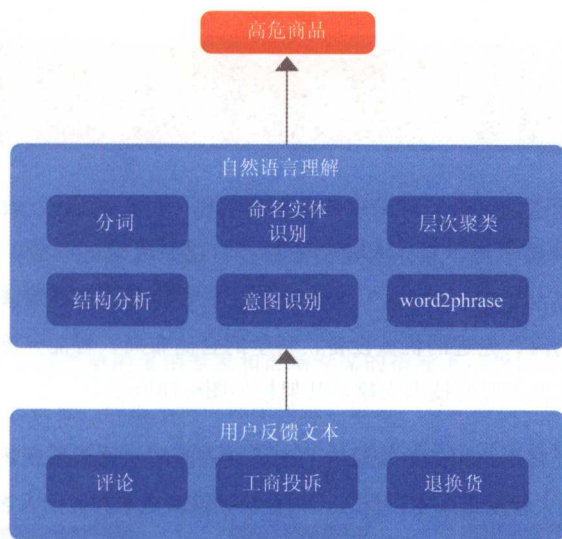 高危商品
自然语言理解
分词
命名实体
识别
层次聚类
结构分析
意图识别
word2phrase
用户反馈文本
评论
工商投诉
退换货